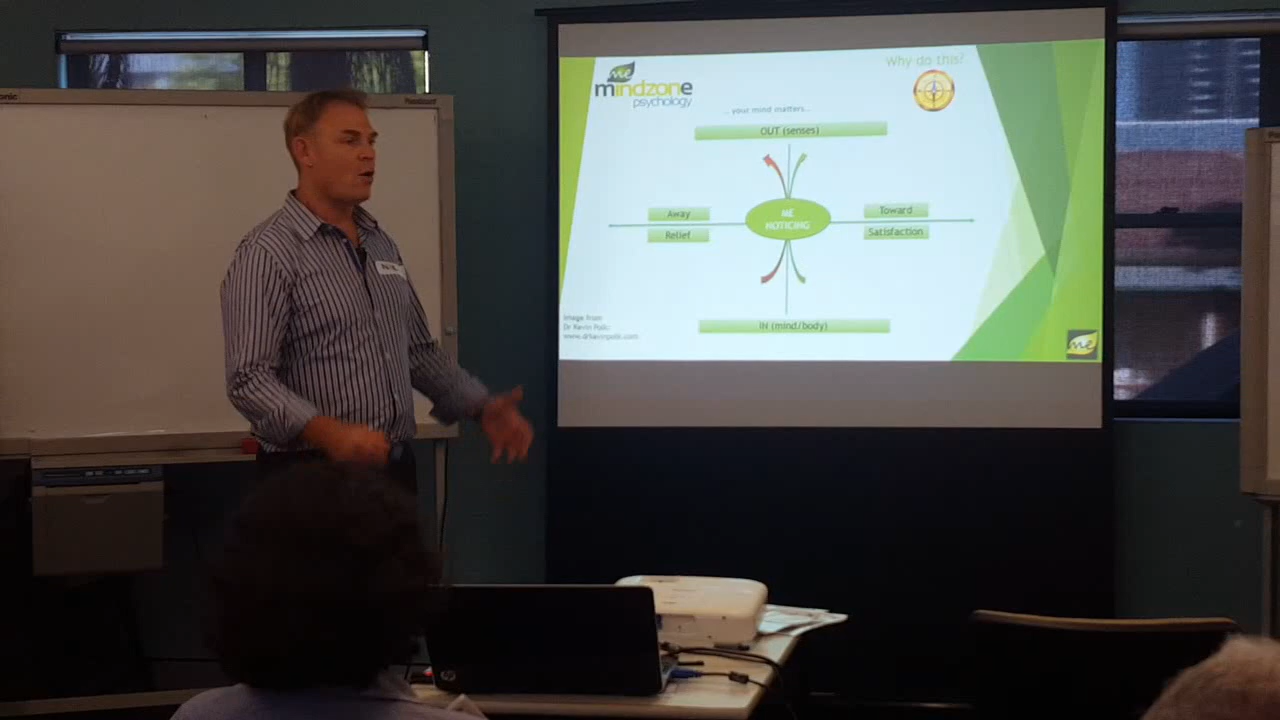 Why do this?
me
mindzone
psychology
... your mind matters...
OUT (senses)
Away
Toward
ME
NOTICING
Relief
Satisfaction
Image from
Dr Kevin Polk:
IN (mind/body)
me
hp